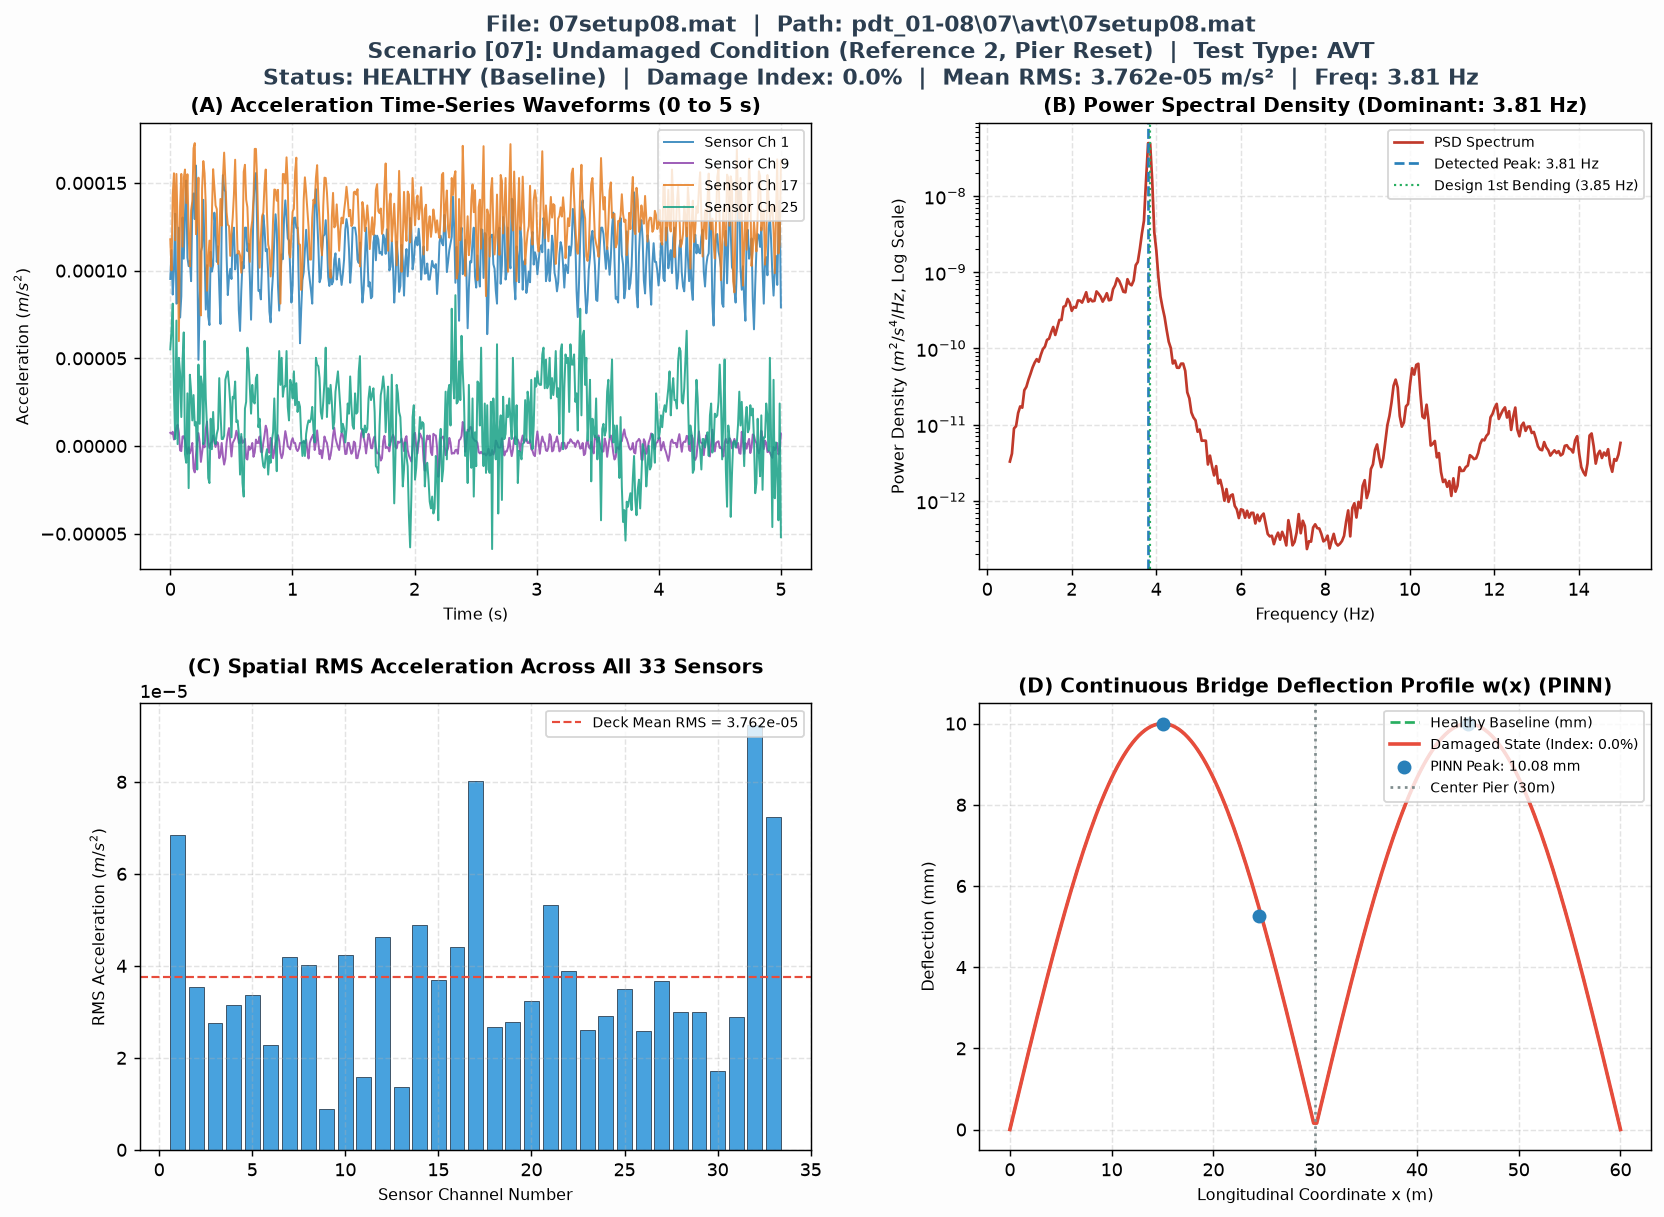 File: 07setup08.mat | Path: pdt_01-08\07\avt\07setup08.mat
Scenario [07]: Undamaged Condition (Reference 2, Pier Reset) | Test Type: AVT
Status: HEALTHY (Baseline) | Damage Index: 0.0% | Mean RMS: 3.762e-05 m/s² | Freq: 3.81 Hz
(A) Acceleration Time-Series Waveforms (0 to 5 s)
Sensor Ch 1
Sensor Ch 9
Sensor Ch 17
Sensor Ch 25
0.00015
0.00010
0.00005
0.00000
−0.00005
Acceleration (m/s²)
0 1 2 3 4 5
Time (s)
(B) Power Spectral Density (Dominant: 3.81 Hz)
PSD Spectrum
Detected Peak: 3.81 Hz
Design 1st Bending (3.85 Hz)
10⁻⁸
10⁻⁹
10⁻¹⁰
10⁻¹¹
10⁻¹²
Power Density (m²/s⁴/Hz, Log Scale)
0 2 4 6 8 10 12 14
Frequency (Hz)
(C) Spatial RMS Acceleration Across All 33 Sensors
1e−5
Deck Mean RMS = 3.762e-05
8
6
4
2
0
RMS Acceleration (m/s²)
0 5 10 15 20 25 30 35
Sensor Channel Number
(D) Continuous Bridge Deflection Profile w(x) (PINN)
Healthy Baseline (mm)
Damaged State (Index: 0.0%)
PINN Peak: 10.08 mm
Center Pier (30m)
10
8
6
4
2
0
Deflection (mm)
0 10 20 30 40 50 60
Longitudinal Coordinate x (m)